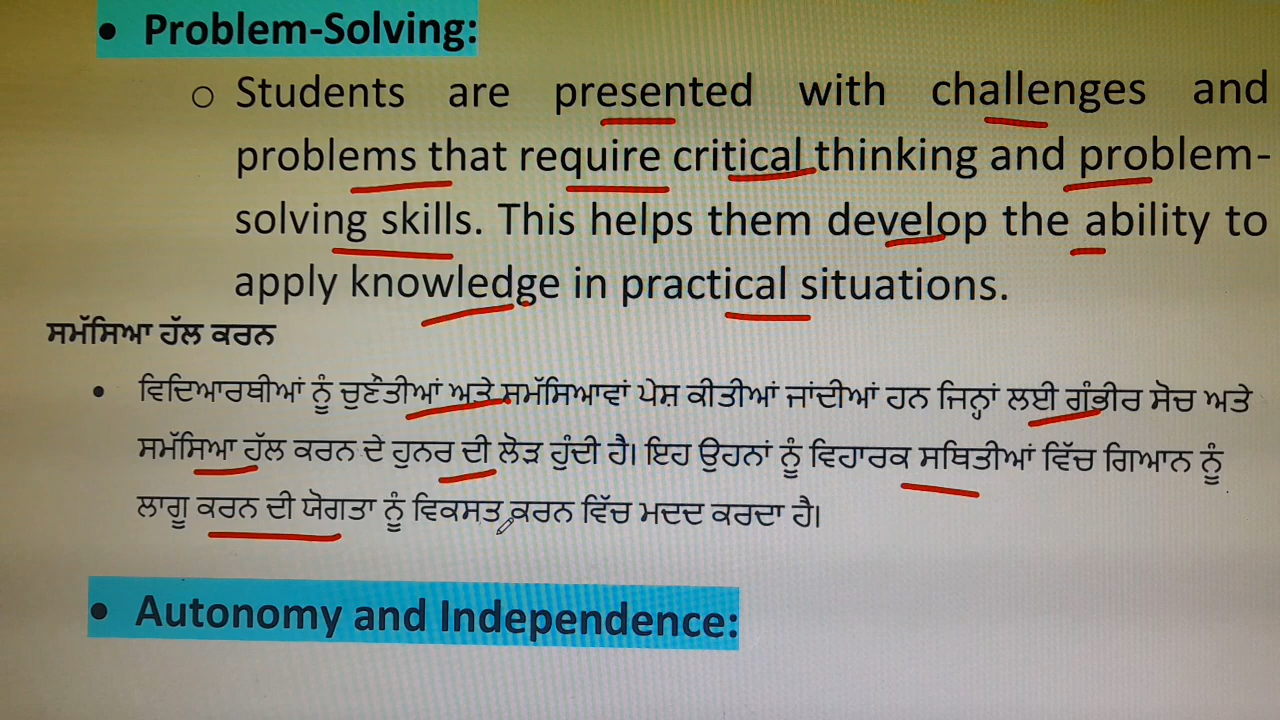 • Problem-Solving:
○ Students are presented with challenges and
problems that require critical thinking and problem-
solving skills. This helps them develop the ability to
apply knowledge in practical situations.
ਸਮੱਸਿਆ ਹੱਲ ਕਰਨ
• ਵਿਦਿਆਰਥੀਆਂ ਨੂੰ ਚੁਣੌਤੀਆਂ ਅਤੇ ਸਮੱਸਿਆਵਾਂ ਪੇਸ਼ ਕੀਤੀਆਂ ਜਾਂਦੀਆਂ ਹਨ ਜਿਨ੍ਹਾਂ ਲਈ ਗੰਭੀਰ ਸੋਚ ਅਤੇ
ਸਮੱਸਿਆ ਹੱਲ ਕਰਨ ਦੇ ਹੁਨਰ ਦੀ ਲੋੜ ਹੁੰਦੀ ਹੈ। ਇਹ ਉਹਨਾਂ ਨੂੰ ਵਿਹਾਰਕ ਸਥਿਤੀਆਂ ਵਿੱਚ ਗਿਆਨ ਨੂੰ
ਲਾਗੂ ਕਰਨ ਦੀ ਯੋਗਤਾ ਨੂੰ ਵਿਕਸਤ ਕਰਨ ਵਿੱਚ ਮਦਦ ਕਰਦਾ ਹੈ।
• Autonomy and Independence: